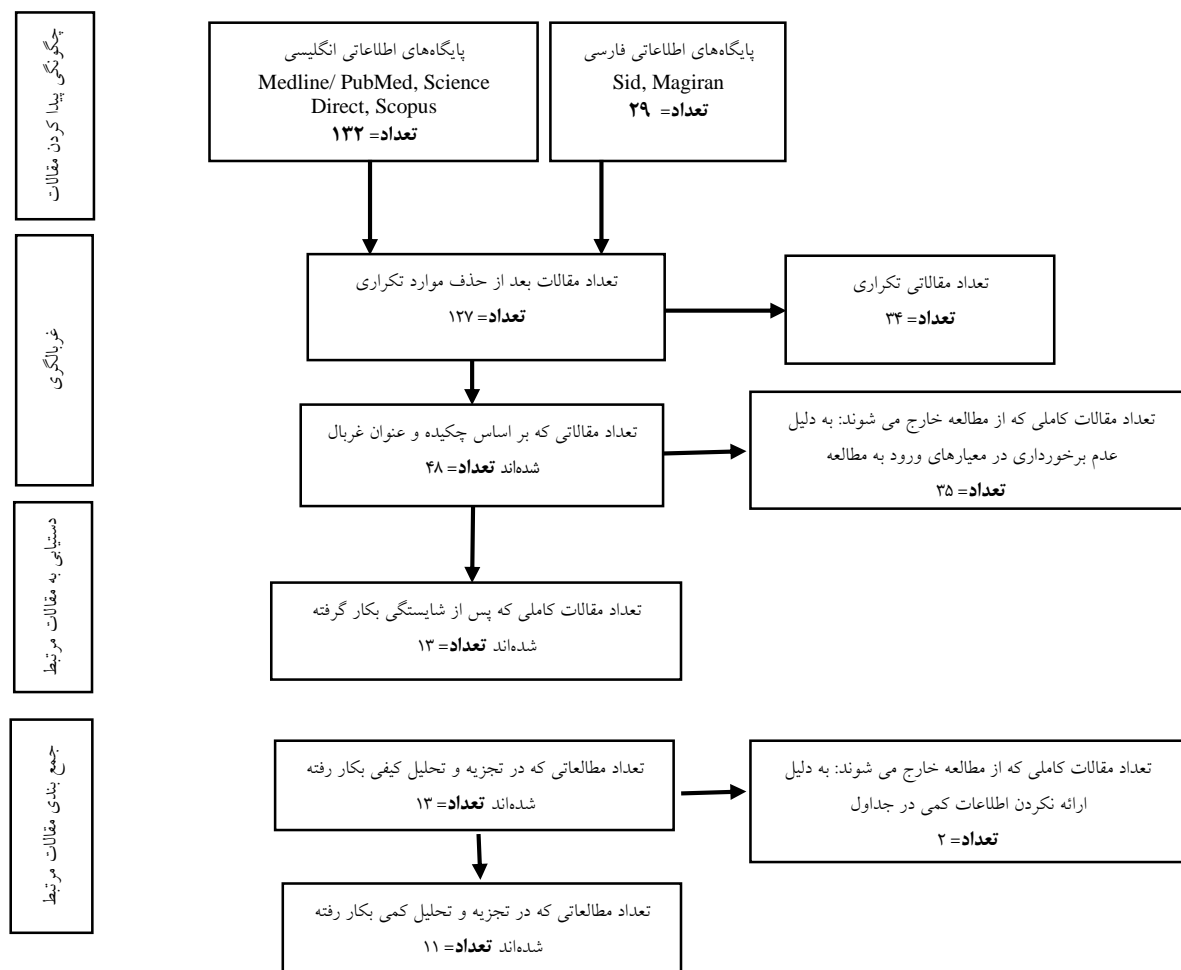 چگونگی پیدا کردن مقالات
پایگاه‌های اطلاعاتی فارسی
Sid, Magiran
تعداد= ۲۹
پایگاه‌های اطلاعاتی انگلیسی
Medline/ PubMed, Science
Direct, Scopus
تعداد= ۱۳۲
غربالگری
تعداد مقالات بعد از حذف موارد تکراری
تعداد= ۱۲۷
تعداد مقالاتی تکراری
تعداد= ۳۴
تعداد مقالاتی که بر اساس چکیده و عنوان غربال
شده‌اند تعداد= ۴۸
تعداد مقالات کاملی که از مطالعه خارج می شوند: به دلیل
عدم برخورداری در معیارهای ورود به مطالعه
تعداد= ۳۵
دستیابی به مقالات مرتبط
تعداد مقالات کاملی که پس از شایستگی بکار گرفته
شده‌اند تعداد= ۱۳
جمع بندی مقالات مرتبط
تعداد مطالعاتی که در تجزیه و تحلیل کیفی بکار رفته
شده‌اند تعداد= ۱۳
تعداد مقالات کاملی که از مطالعه خارج می شوند: به دلیل
ارائه نکردن اطلاعات کمی در جداول
تعداد= ۲
تعداد مطالعاتی که در تجزیه و تحلیل کمی بکار رفته
شده‌اند تعداد= ۱۱